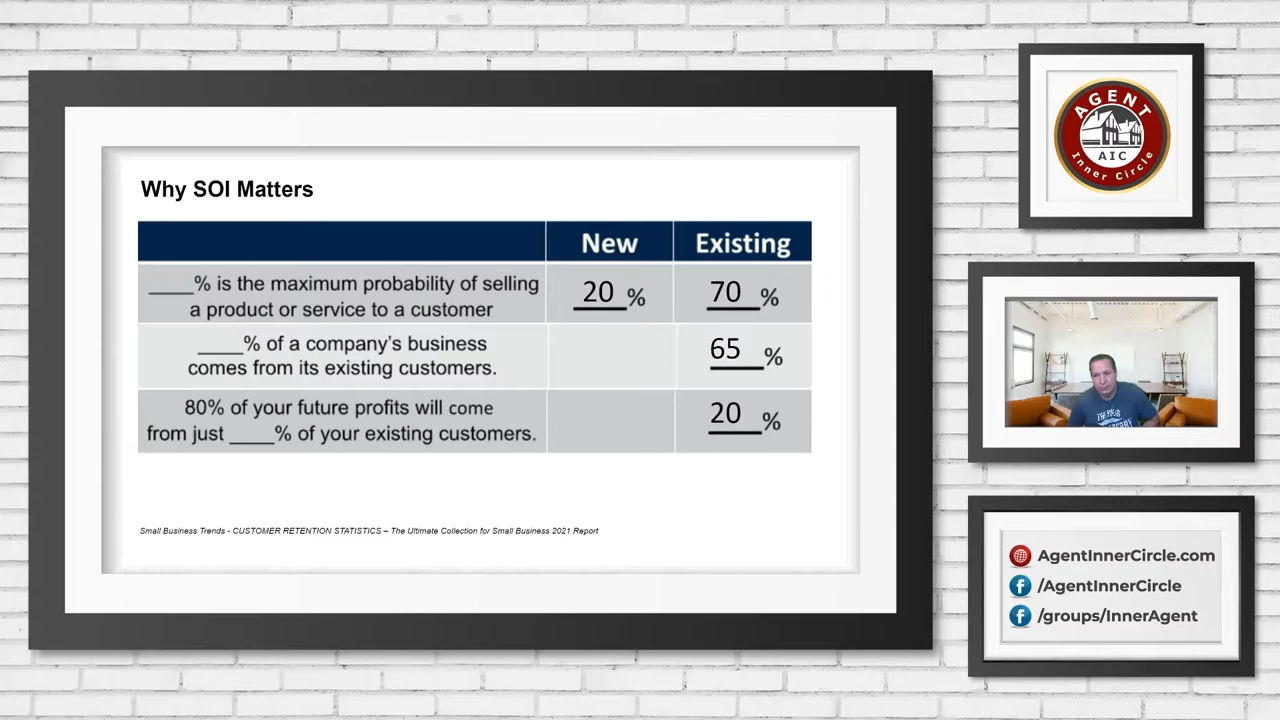 Why SOI Matters
New Existing
____% is the maximum probability of selling
a product or service to a customer
20 % 70 %
____% of a company's business
comes from its existing customers.
65 %
80% of your future profits will come
from just ____% of your existing customers.
20 %
Small Business Trends - CUSTOMER RETENTION STATISTICS – The Ultimate Collection for Small Business 2021 Report
AGENT
AIC
Inner Circle
AgentInnerCircle.com
/AgentInnerCircle
/groups/InnerAgent